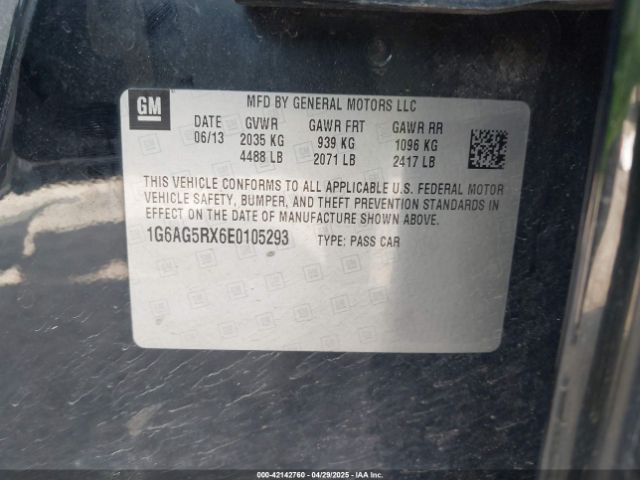 GM
MFD BY GENERAL MOTORS LLC
DATE GVWR GAWR FRT GAWR RR
06/13 2035 KG 939 KG 1096 KG
4488 LB 2071 LB 2417 LB
THIS VEHICLE CONFORMS TO ALL APPLICABLE U.S. FEDERAL MOTOR
VEHICLE SAFETY, BUMPER, AND THEFT PREVENTION STANDARDS IN
EFFECT ON THE DATE OF MANUFACTURE SHOWN ABOVE.
1G6AG5RX6E0105293 TYPE: PASS CAR
000-42142760 - 04/29/2025 - IAAI.COM